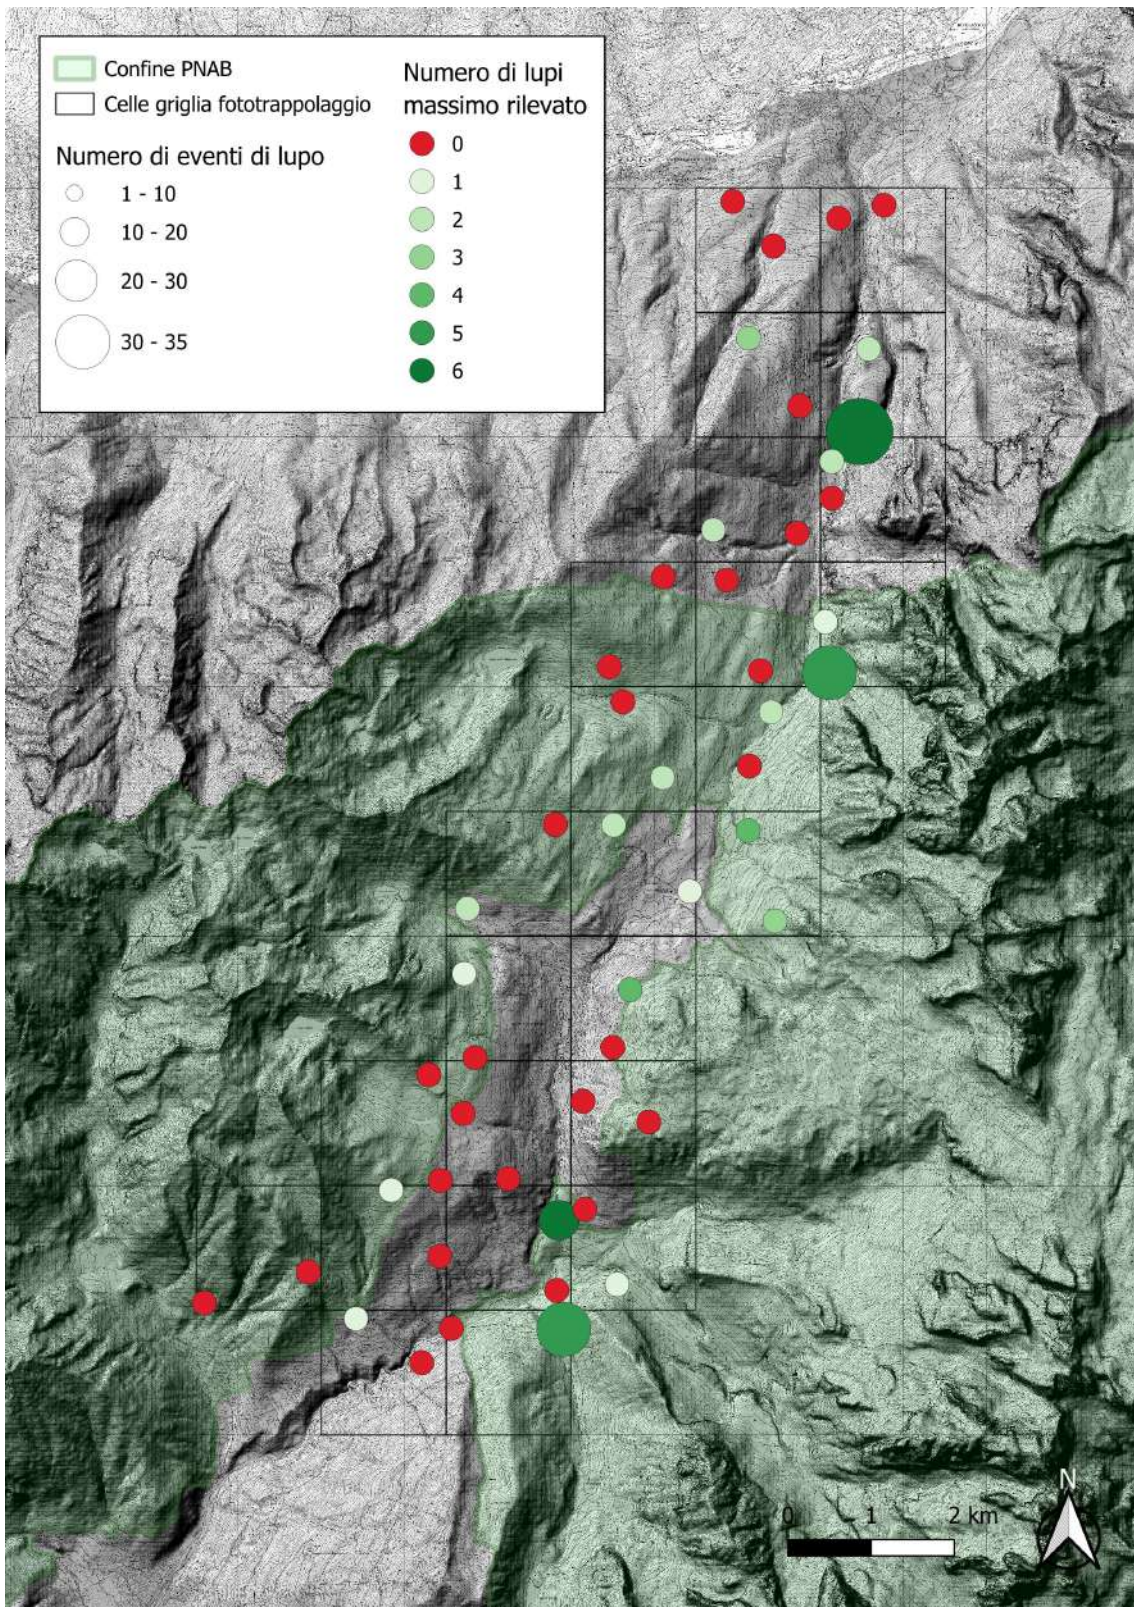 Confine PNAB
Celle griglia fototrappolaggio
Numero di eventi di lupo
1 - 10
10 - 20
20 - 30
30 - 35
Numero di lupi
massimo rilevato
0
1
2
3
4
5
6
N
0 1 2 km